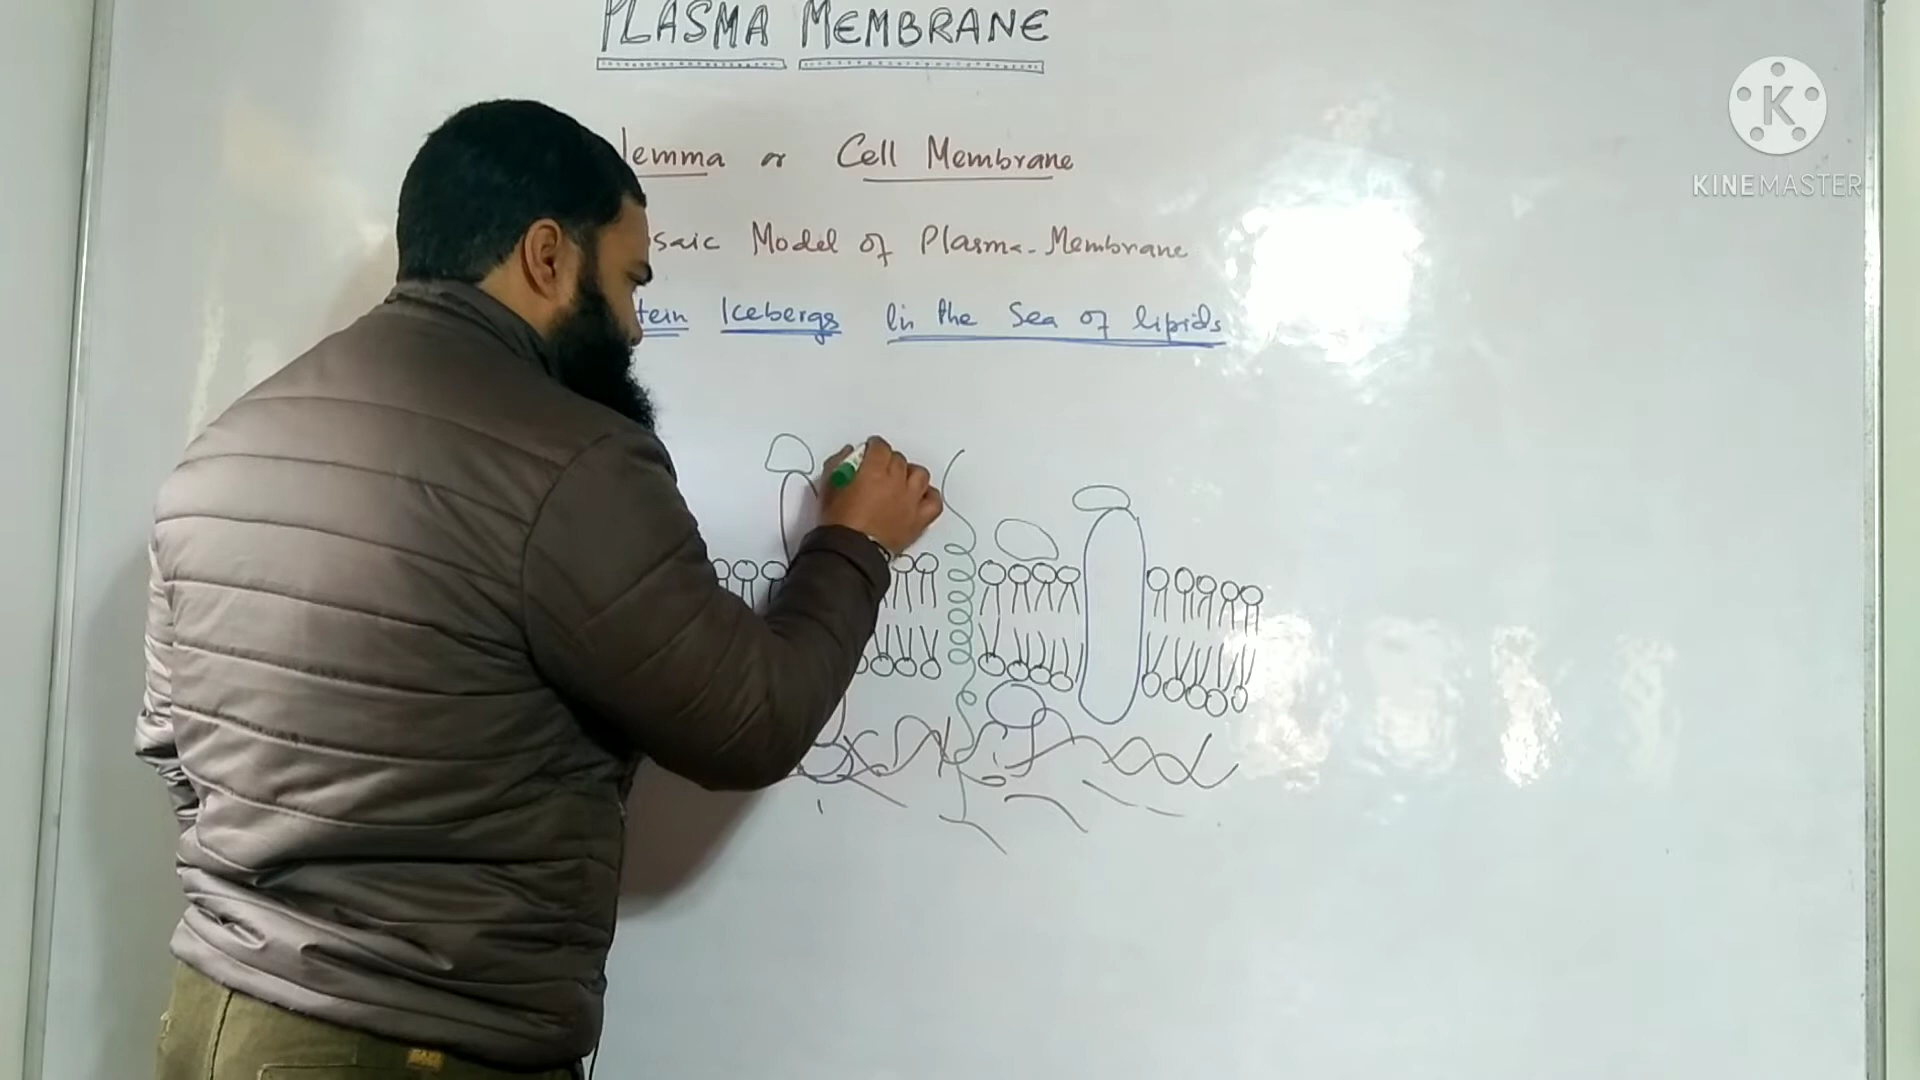 PLASMA MEMBRANE
lemma or Cell Membrane
saic Model of Plasma-Membrane
tein Icebergs in the Sea of lipids
K
KINEMASTER